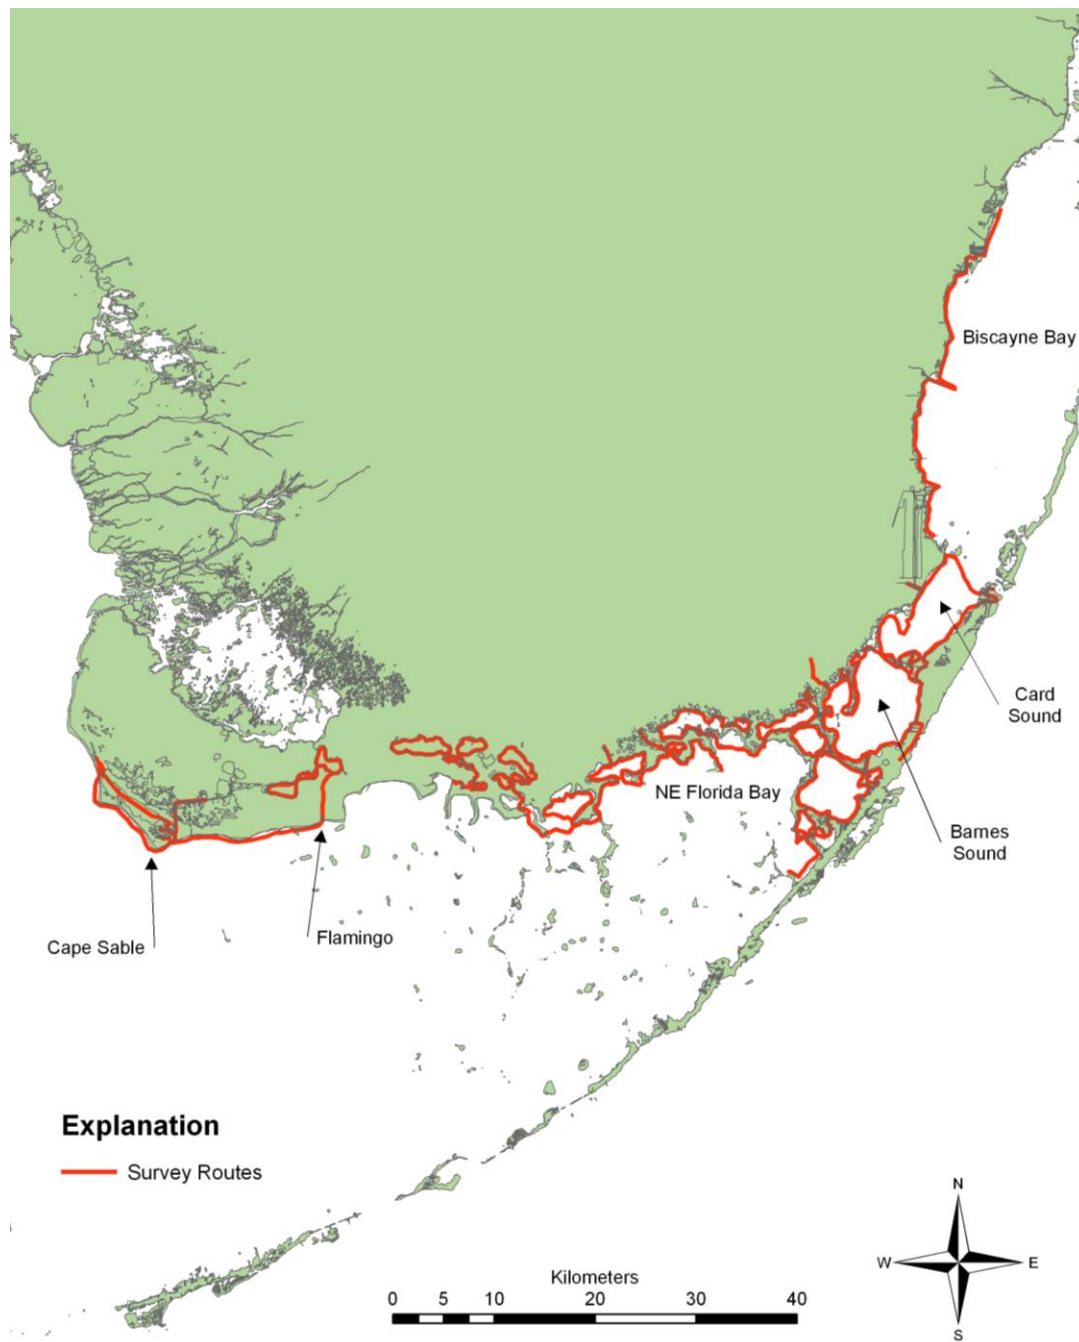 Biscayne Bay
Card
Sound
NE Florida Bay
Barnes
Sound
Flamingo
Cape Sable
Explanation
Survey Routes
N
W
E
S
Kilometers
0 5 10 20 30 40